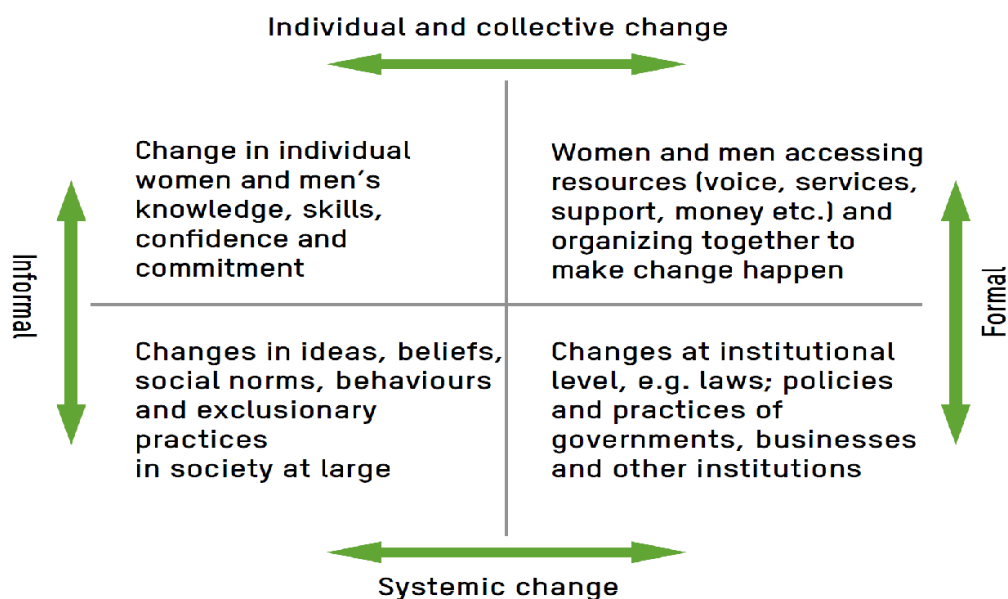 Individual and collective change
Change in individual
women and men's
knowledge, skills,
confidence and
commitment
Women and men accessing
resources (voice, services,
support, money etc.) and
organizing together to
make change happen
Informal
Formal
Changes in ideas, beliefs,
social norms, behaviours
and exclusionary
practices
in society at large
Changes at institutional
level, e.g. laws; policies
and practices of
governments, businesses
and other institutions
Systemic change